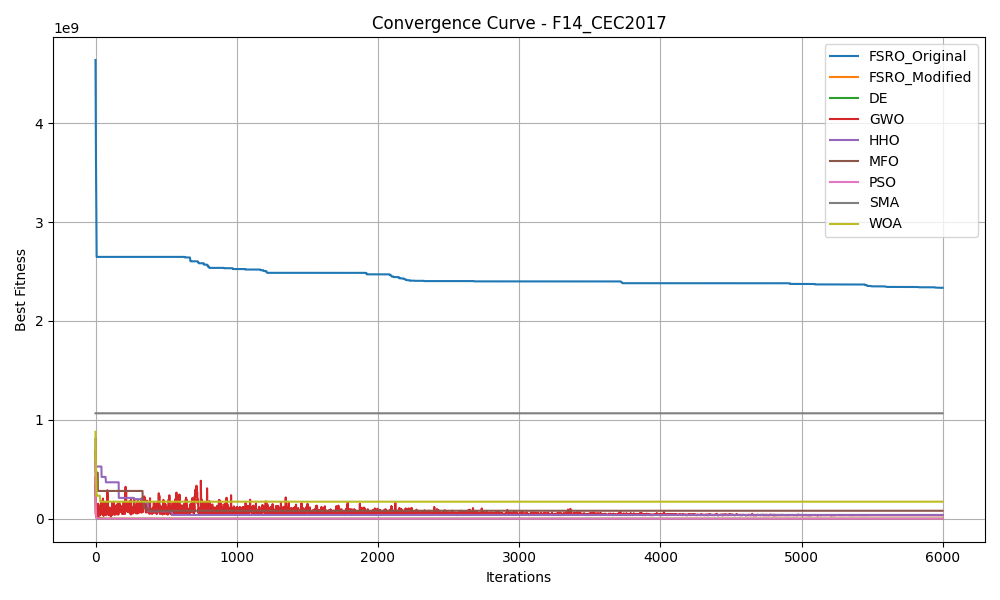 Convergence Curve - F14_CEC2017
1e9
Best Fitness
4
3
2
1
0
0 1000 2000 3000 4000 5000 6000
Iterations
FSRO_Original
FSRO_Modified
DE
GWO
HHO
MFO
PSO
SMA
WOA